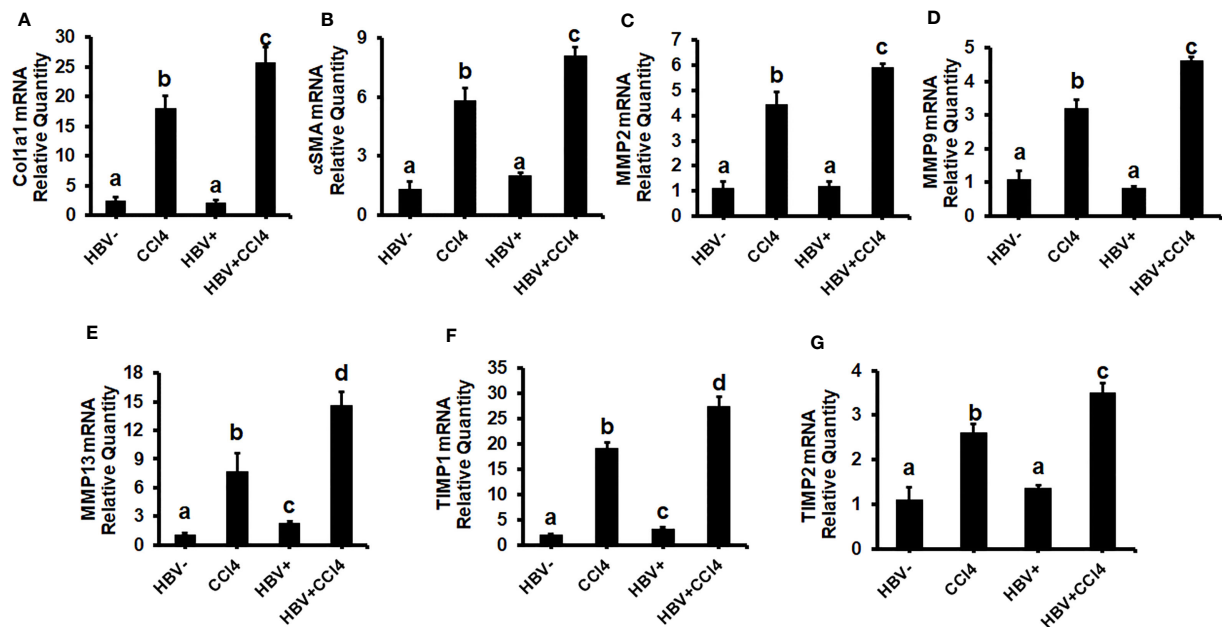 A
Col1a1 mRNA
Relative Quantity
30
25
20
15
10
5
0
a
b
a
c
HBV-
CCl4
HBV+
HBV+CCl4
B
αSMA mRNA
Relative Quantity
9
6
3
0
a
b
a
c
HBV-
CCl4
HBV+
HBV+CCl4
C
MMP2 mRNA
Relative Quantity
7
6
5
4
3
2
1
0
a
b
a
c
HBV-
CCl4
HBV+
HBV+CCl4
D
MMP9 mRNA
Relative Quantity
5
4
3
2
1
0
a
b
a
c
HBV-
CCl4
HBV+
HBV+CCl4
E
MMP13 mRNA
Relative Quantity
18
15
12
9
6
3
0
a
b
c
d
HBV-
CCl4
HBV+
HBV+CCl4
F
TIMP1 mRNA
Relative Quantity
35
30
25
20
15
10
5
0
a
b
c
d
HBV-
CCl4
HBV+
HBV+CCl4
G
TIMP2 mRNA
Relative Quantity
4
3
2
1
0
a
b
a
c
HBV-
CCl4
HBV+
HBV+CCl4